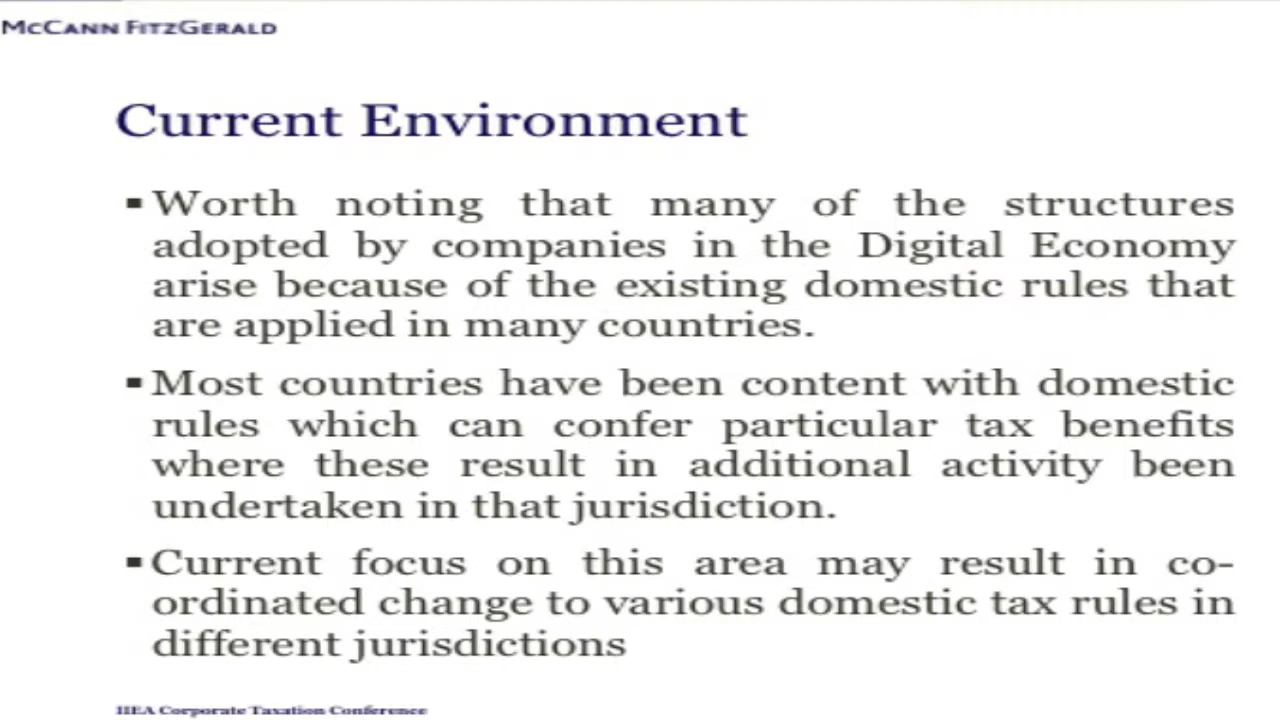 McCann FitzGerald
Current Environment
▪ Worth noting that many of the structures
adopted by companies in the Digital Economy
arise because of the existing domestic rules that
are applied in many countries.
▪ Most countries have been content with domestic
rules which can confer particular tax benefits
where these result in additional activity been
undertaken in that jurisdiction.
▪ Current focus on this area may result in co-
ordinated change to various domestic tax rules in
different jurisdictions
IIEA Corporate Taxation Conference